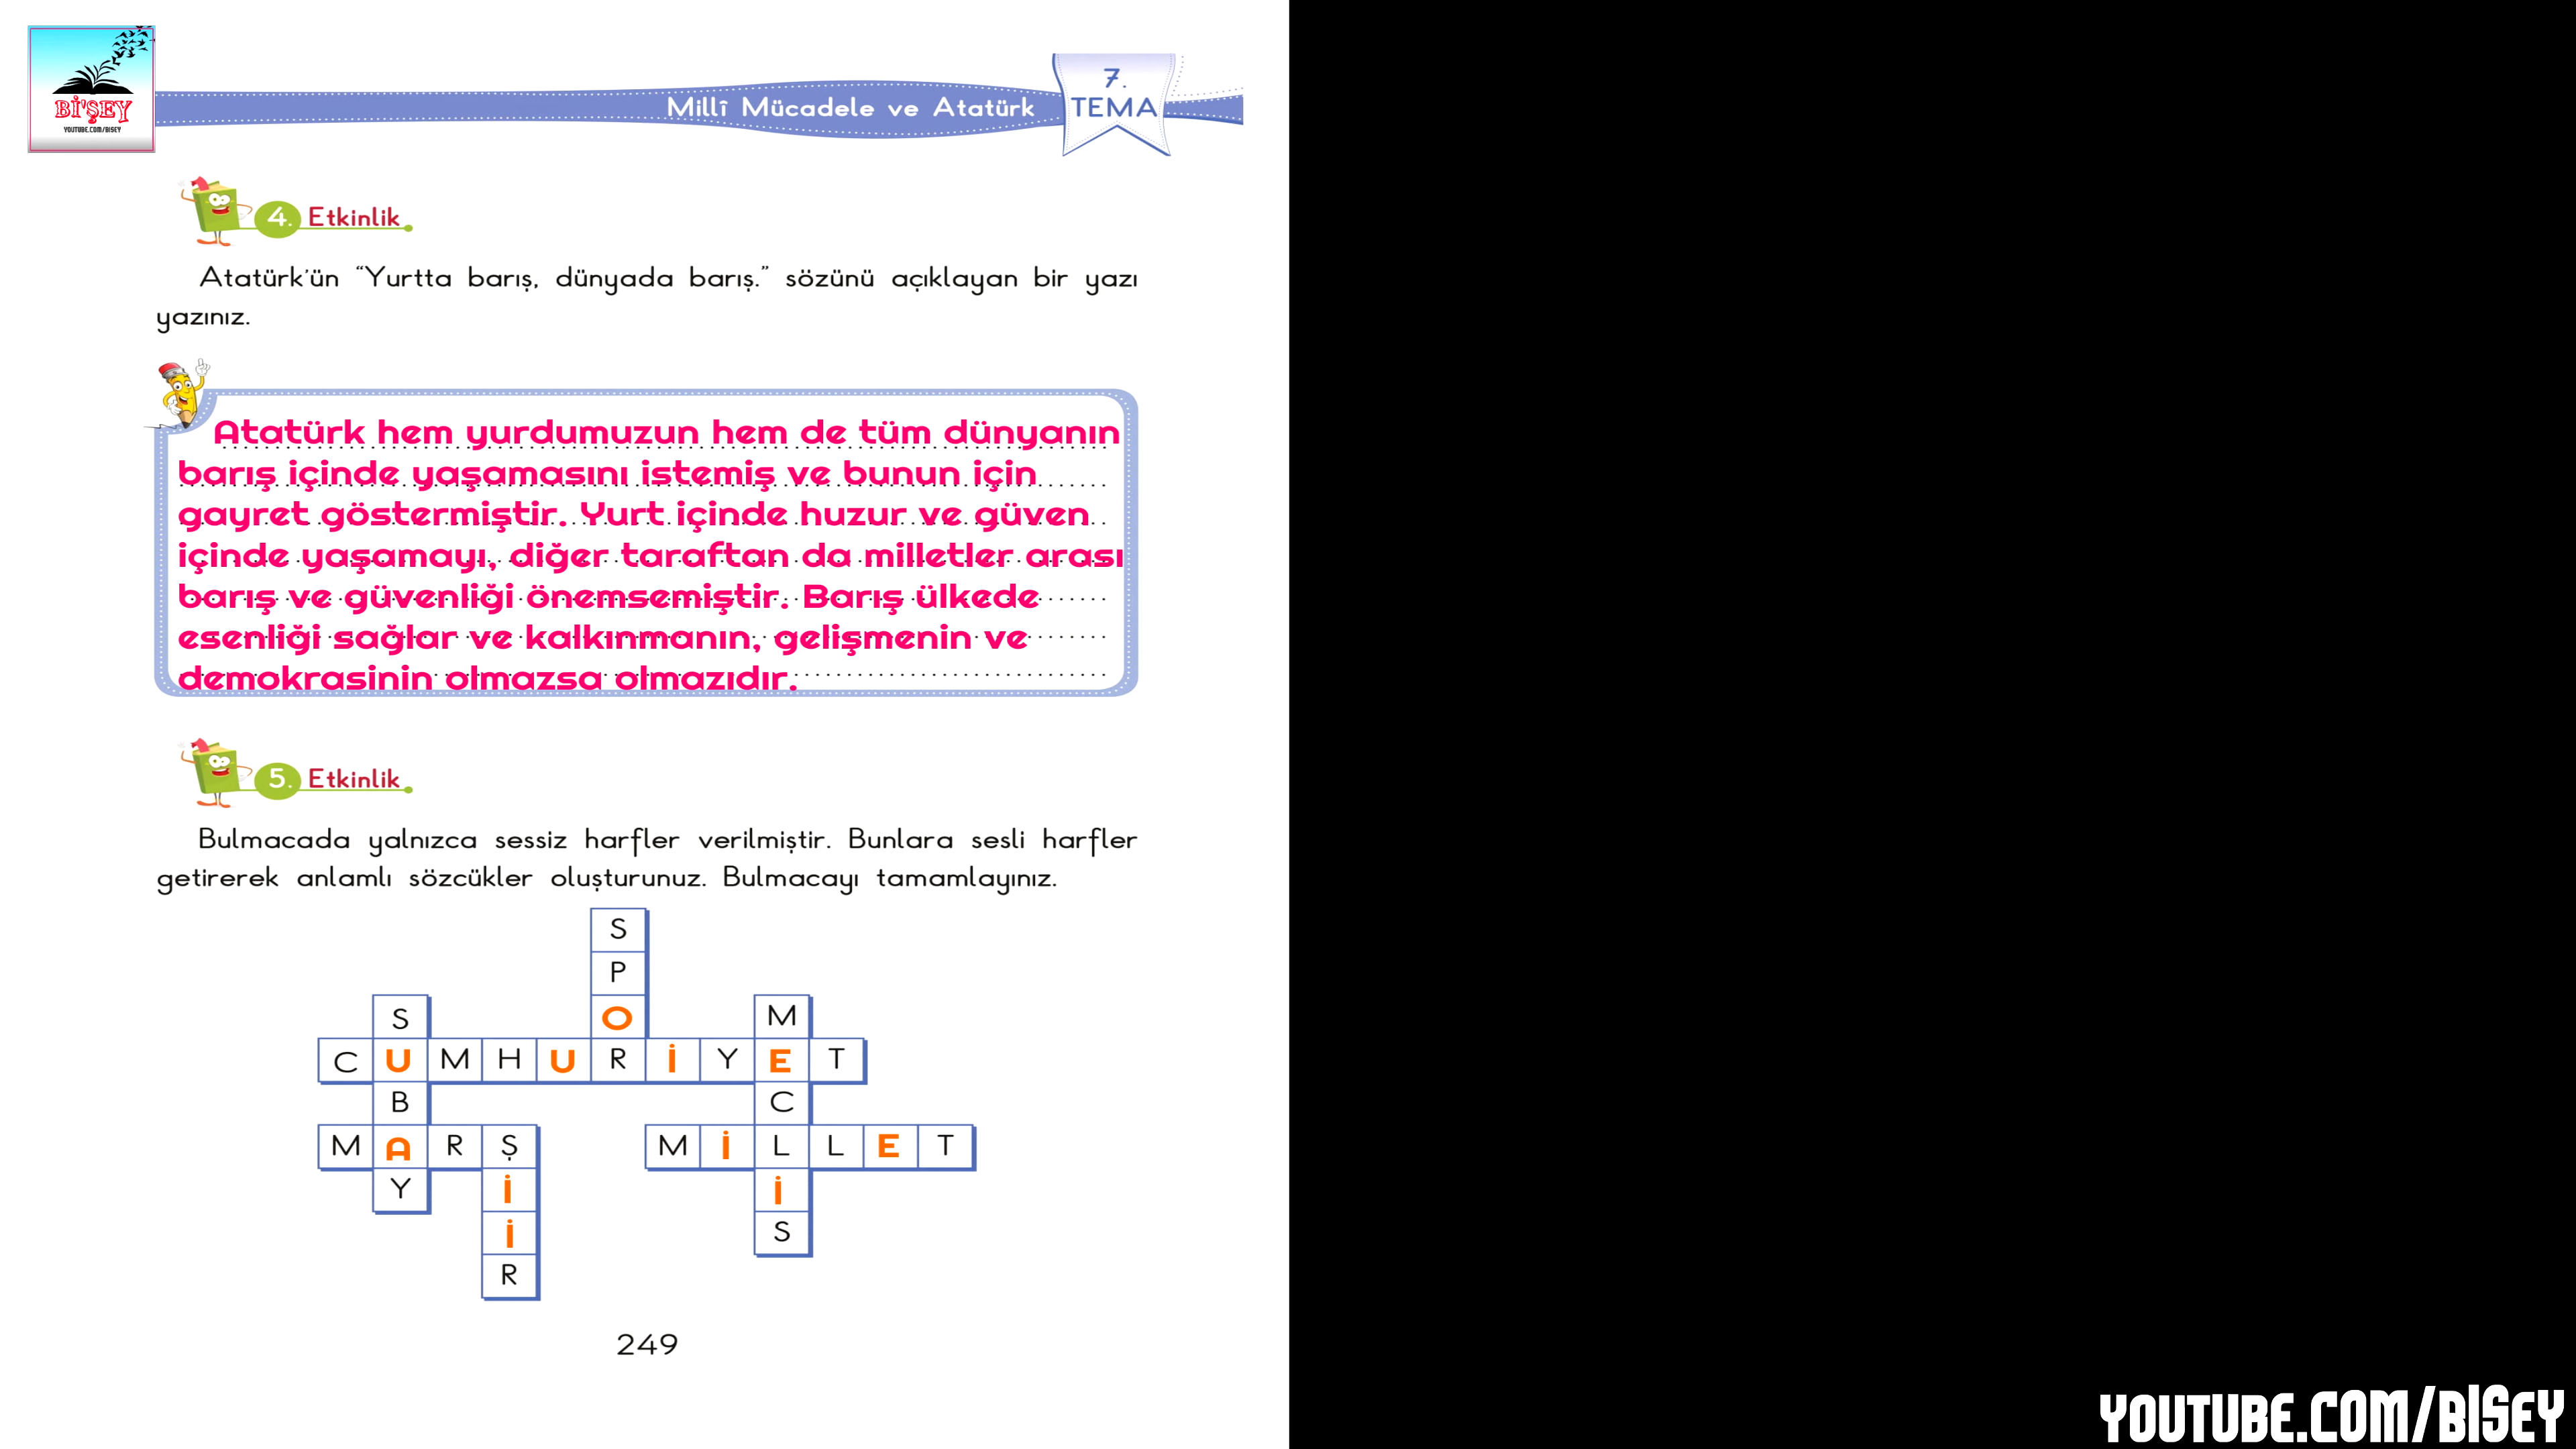 Bİ'ŞEY
YOUTUBE.COM/BISEY
Millî Mücadele ve Atatürk
7.
TEMA
4. Etkinlik
Atatürk'ün “Yurtta barış, dünyada barış.” sözünü açıklayan bir yazı
yazınız.
Atatürk hem yurdumuzun hem de tüm dünyanın
barış içinde yaşamasını istemiş ve bunun için
gayret göstermiştir. Yurt içinde huzur ve güven
içinde yaşamayı, diğer taraftan da milletler arası
barış ve güvenliği önemsemiştir. Barış ülkede
esenliği sağlar ve kalkınmanın, gelişmenin ve
demokrasinin olmazsa olmazıdır.
5. Etkinlik
Bulmacada yalnızca sessiz harfler verilmiştir. Bunlara sesli harfler
getirerek anlamlı sözcükler oluşturunuz. Bulmacayı tamamlayınız.
S
P
S O M
C U M H U R İ Y E T
B C
M A R Ş M İ L L E T
Y İ İ
İ S
R
249
YOUTUBE.COM/BISEY